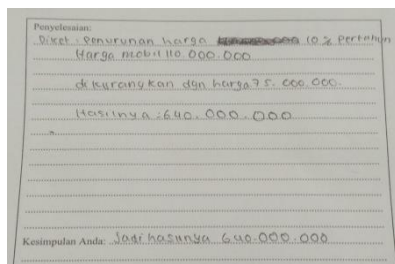 Penyelesaian:
Diket : Penurunan harga 10 % Pertahun
Harga mobil 110.000.000
di kurangkan dgn harga 75.000.000.
Hasilnya : 640.000.000
Kesimpulan Anda: Jadi hasilnya 640.000.000